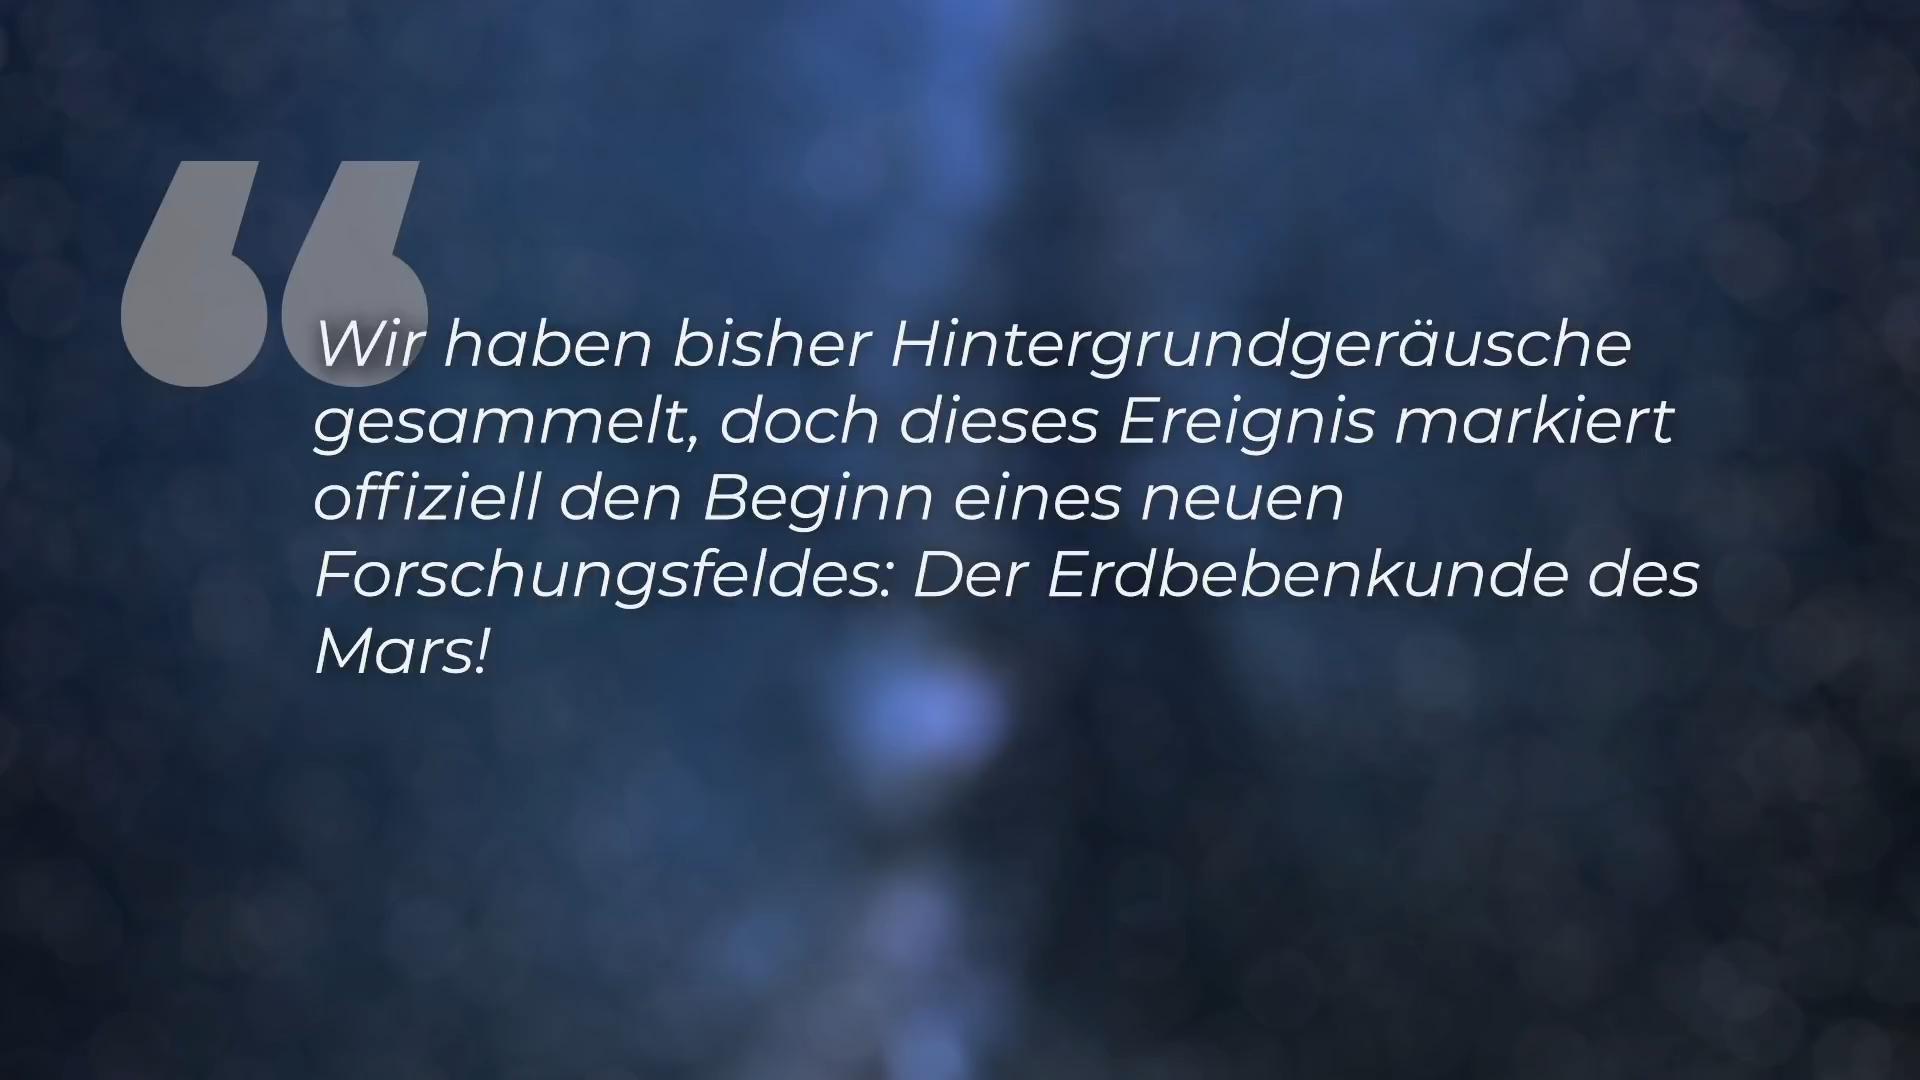 Wir haben bisher Hintergrundgeräusche
gesammelt, doch dieses Ereignis markiert
offiziell den Beginn eines neuen
Forschungsfeldes: Der Erdbebenkunde des
Mars!